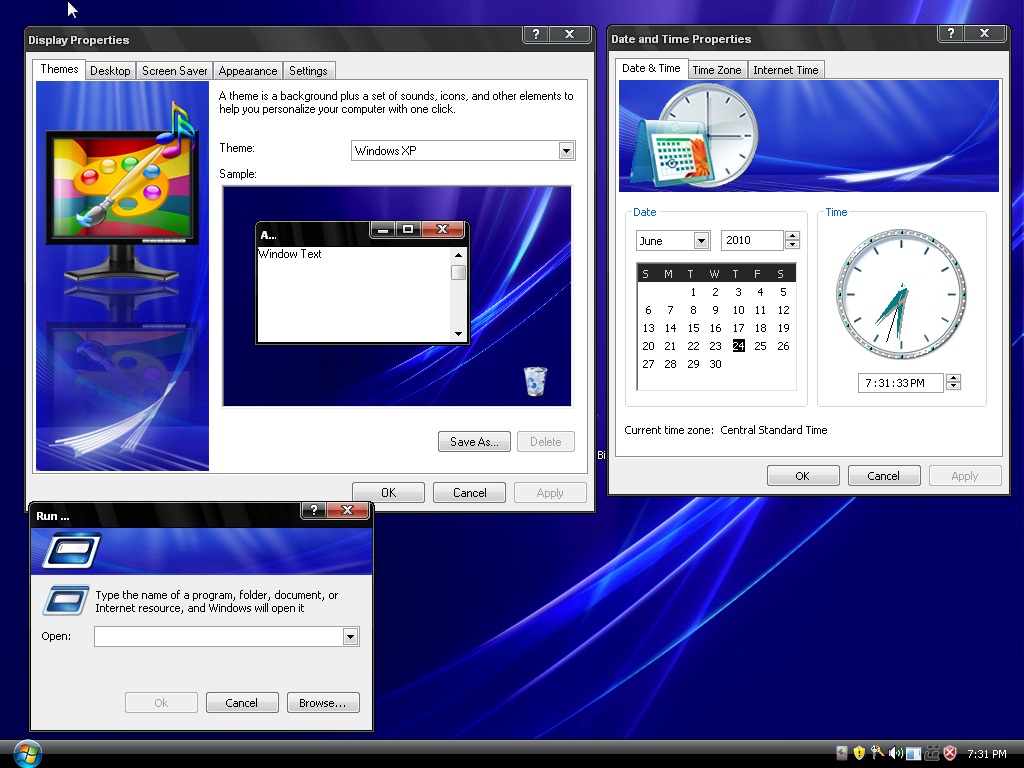 Display Properties
?
Themes
Desktop
Screen Saver
Appearance
Settings
A theme is a background plus a set of sounds, icons, and other elements to
help you personalize your computer with one click.
Theme:
Windows XP
Sample:
A...
Window Text
Save As...
Delete
OK
Cancel
Apply
Date and Time Properties
?
Date & Time
Time Zone
Internet Time
Date
June
2010
S M T W T F S
1 2 3 4 5
6 7 8 9 10 11 12
13 14 15 16 17 18 19
20 21 22 23 24 25 26
27 28 29 30
Time
7:31:33 PM
Current time zone: Central Standard Time
OK
Cancel
Apply
Bi
Run ...
?
Type the name of a program, folder, document, or
Internet resource, and Windows will open it
Open:
Ok
Cancel
Browse...
7:31 PM